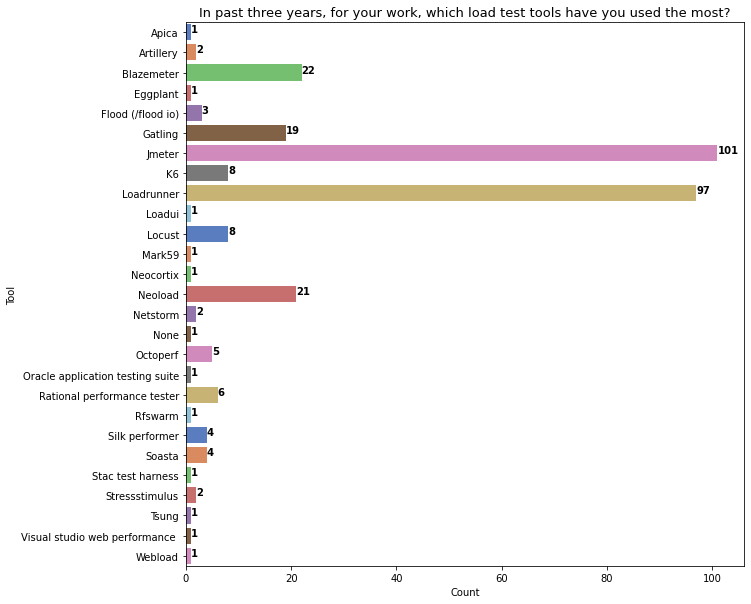 In past three years, for your work, which load test tools have you used the most?
Apica 1
Artillery 2
Blazemeter 22
Eggplant 1
Flood (/flood io) 3
Gatling 19
Jmeter 101
K6 8
Loadrunner 97
Loadui 1
Locust 8
Mark59 1
Neocortix 1
Neoload 21
Tool
Netstorm 2
None 1
Octoperf 5
Oracle application testing suite 1
Rational performance tester 6
Rfswarm 1
Silk performer 4
Soasta 4
Stac test harness 1
Stressstimulus 2
Tsung 1
Visual studio web performance 1
Webload 1
0 20 40 60 80 100
Count